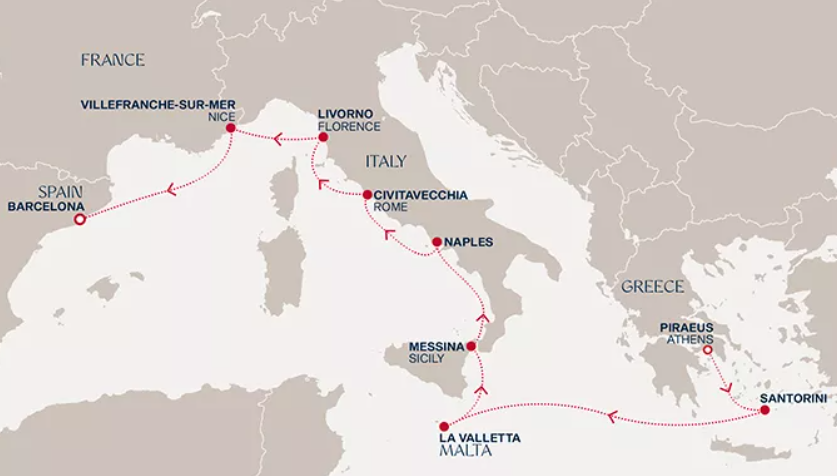 FRANCE
VILLEFRANCHE-SUR-MER
NICE
LIVORNO
FLORENCE
ITALY
SPAIN
BARCELONA
CIVITAVECCHIA
ROME
NAPLES
GREECE
PIRAEUS
ATHENS
MESSINA
SICILY
SANTORINI
LA VALLETTA
MALTA